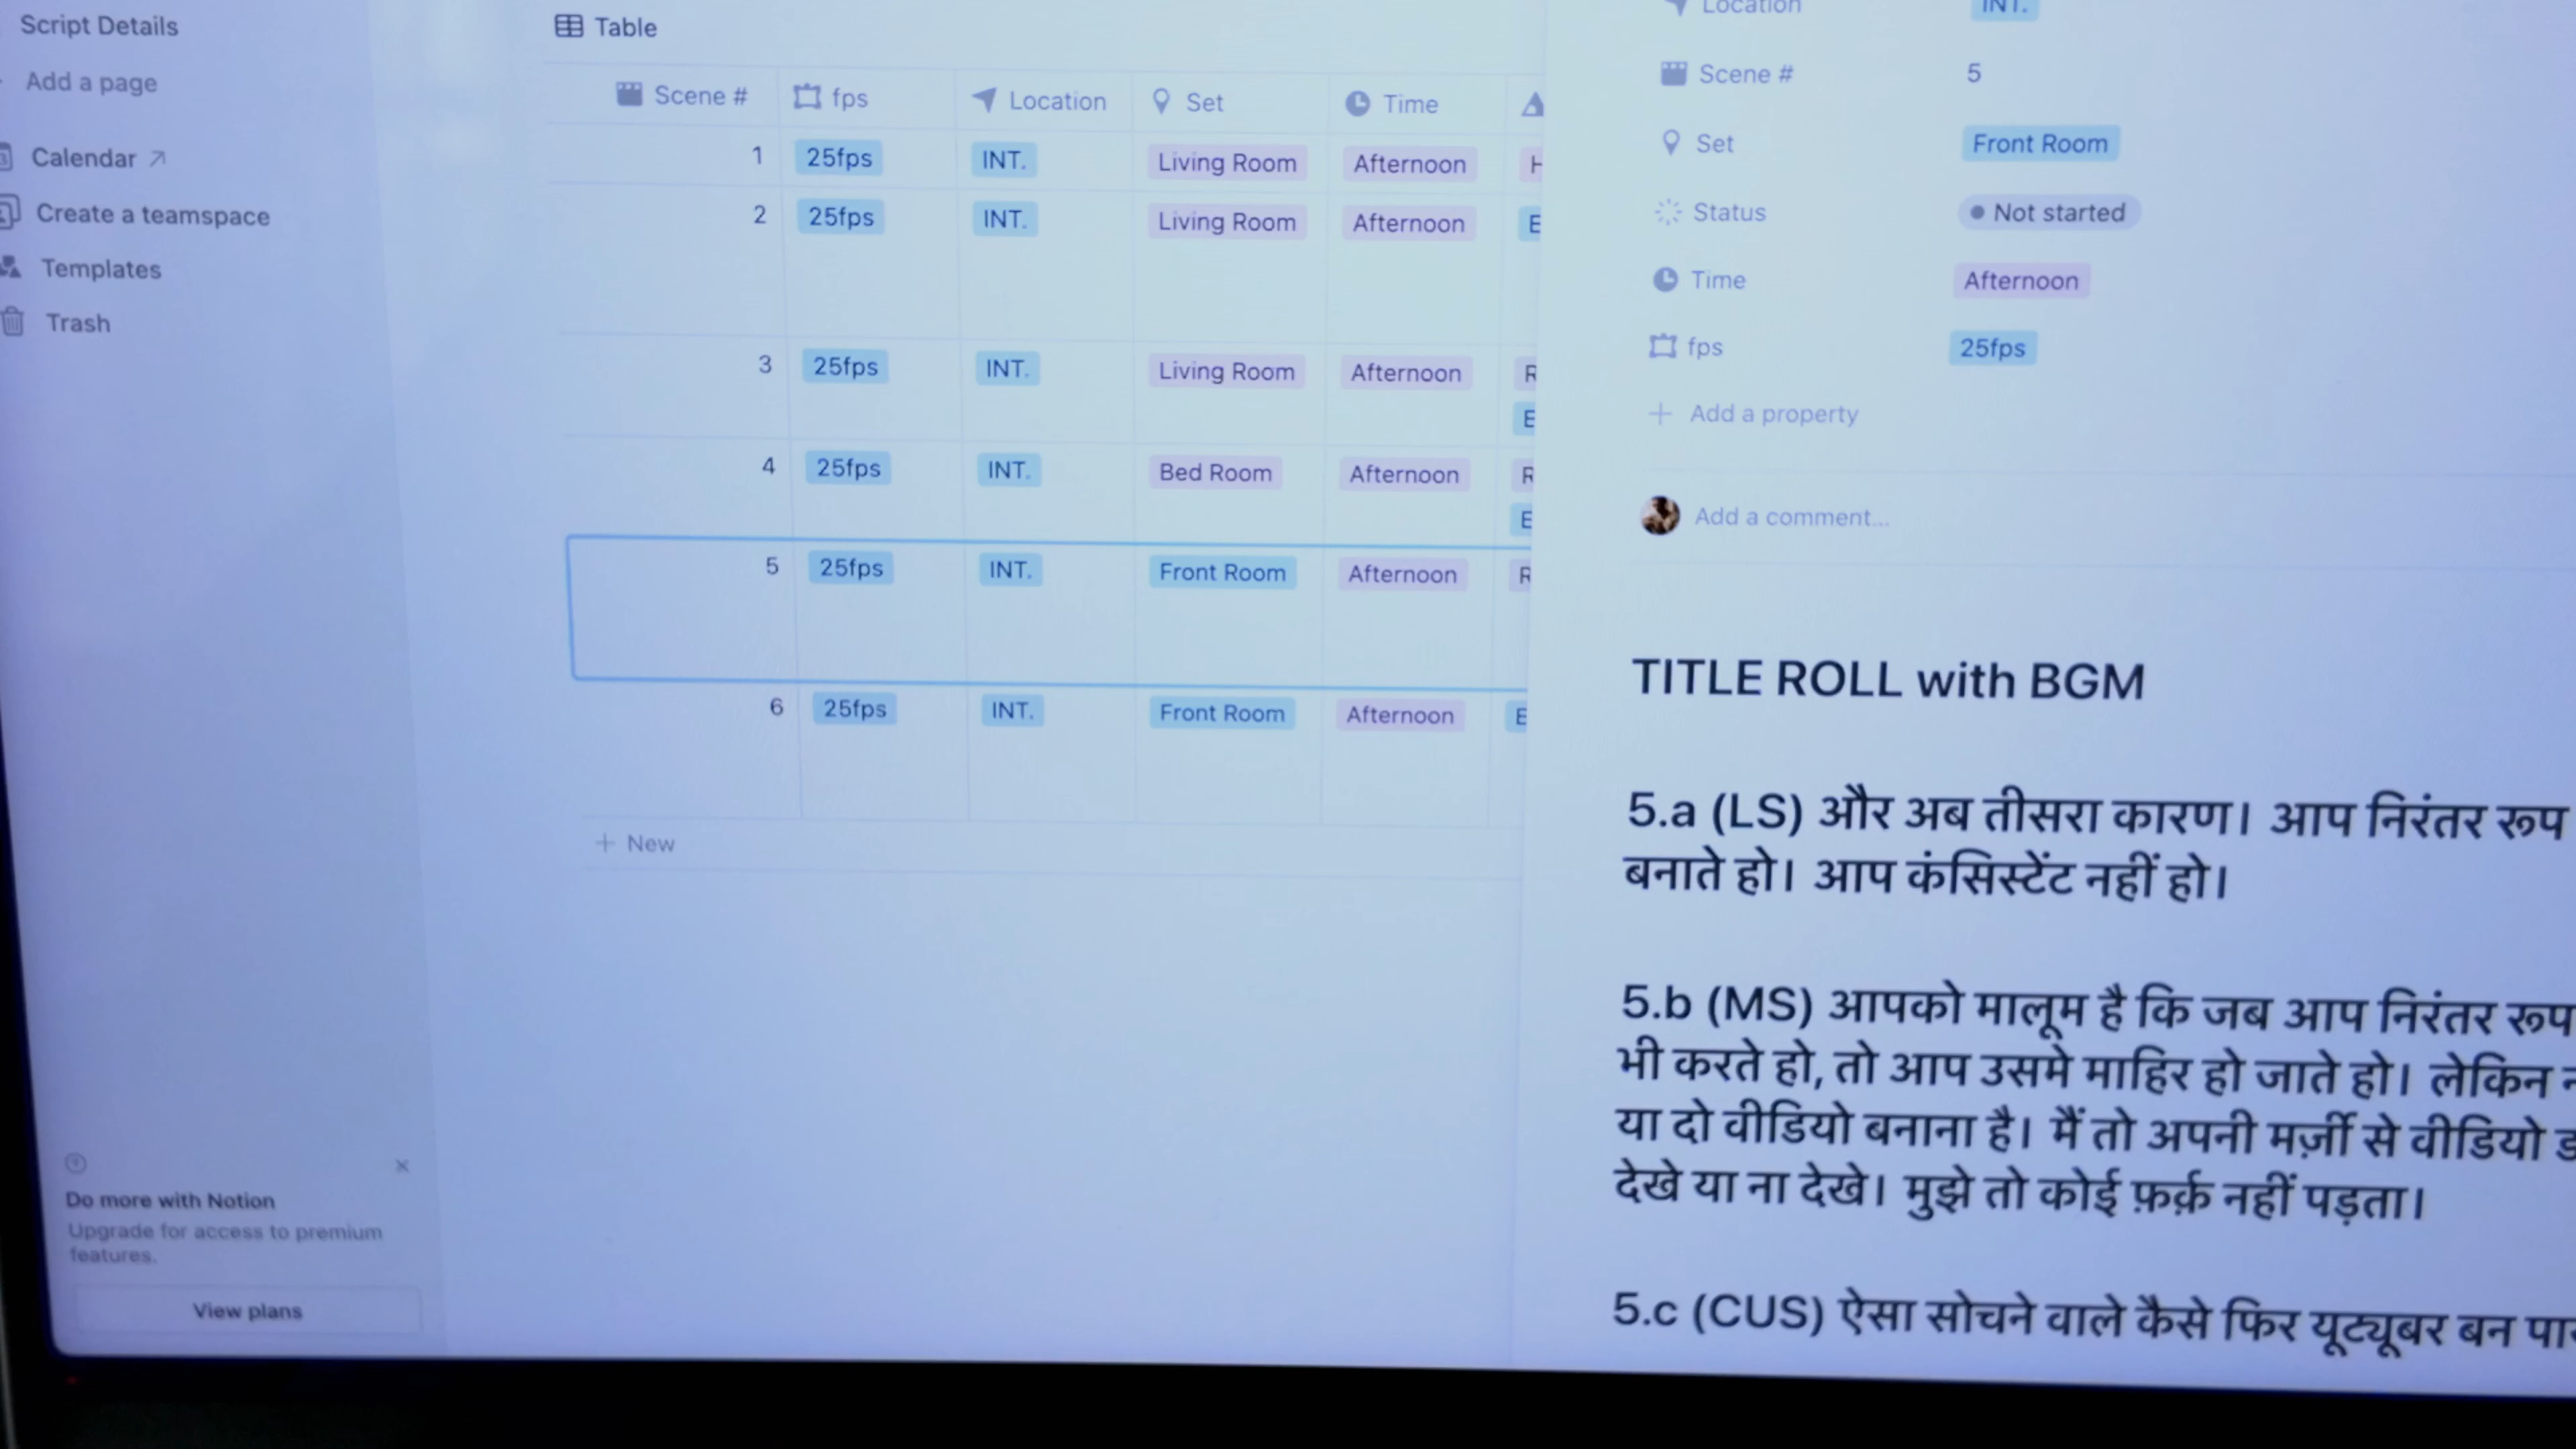 Script Details
Add a page
Calendar ↗
Create a teamspace
Templates
Trash
Do more with Notion
Upgrade for access to premium
features.
View plans
Table
Scene # fps Location Set Time
1 25fps INT. Living Room Afternoon H
2 25fps INT. Living Room Afternoon E
3 25fps INT. Living Room Afternoon R
E
4 25fps INT. Bed Room Afternoon R
E
5 25fps INT. Front Room Afternoon R
6 25fps INT. Front Room Afternoon E
+ New
Location INT.
Scene # 5
Set Front Room
Status Not started
Time Afternoon
fps 25fps
+ Add a property
Add a comment...
TITLE ROLL with BGM
5.a (LS) और अब तीसरा कारण। आप निरंतर रूप
बनाते हो। आप कंसिस्टेंट नहीं हो।
5.b (MS) आपको मालूम है कि जब आप निरंतर रूप
भी करते हो, तो आप उसमे माहिर हो जाते हो। लेकिन
या दो वीडियो बनाना है। मैं तो अपनी मर्ज़ी से वीडियो
देखे या ना देखे। मुझे तो कोई फ़र्क़ नहीं पड़ता।
5.c (CUS) ऐसा सोचने वाले कैसे फिर यूट्यूबर बन